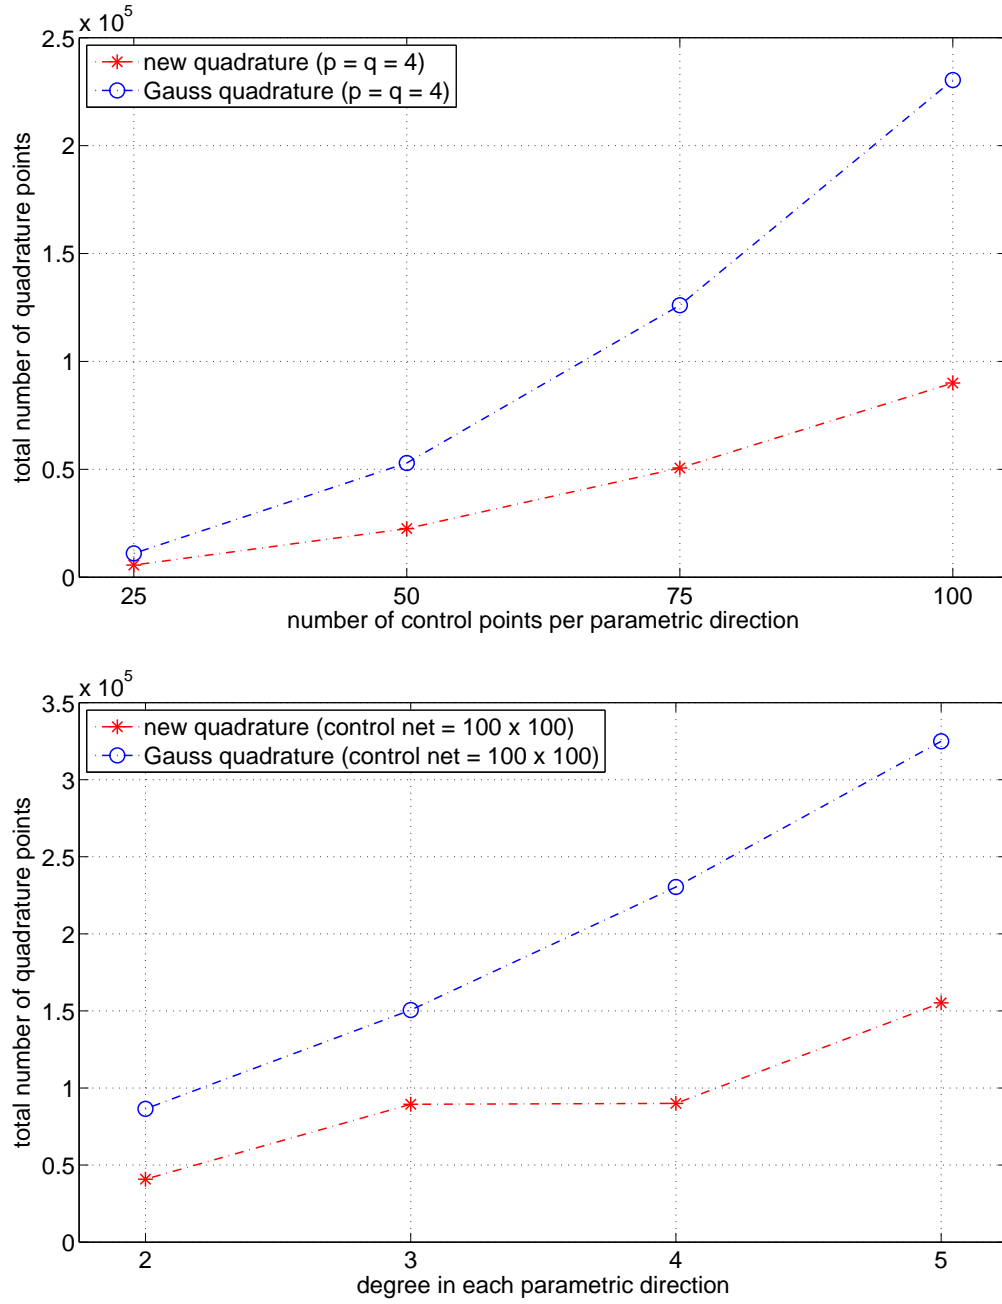 x 10^5
2.5
2
1.5
1
0.5
0
total number of quadrature points
new quadrature (p = q = 4)
Gauss quadrature (p = q = 4)
25 50 75 100
number of control points per parametric direction
x 10^5
3.5
3
2.5
2
1.5
1
0.5
0
total number of quadrature points
new quadrature (control net = 100 x 100)
Gauss quadrature (control net = 100 x 100)
2 3 4 5
degree in each parametric direction